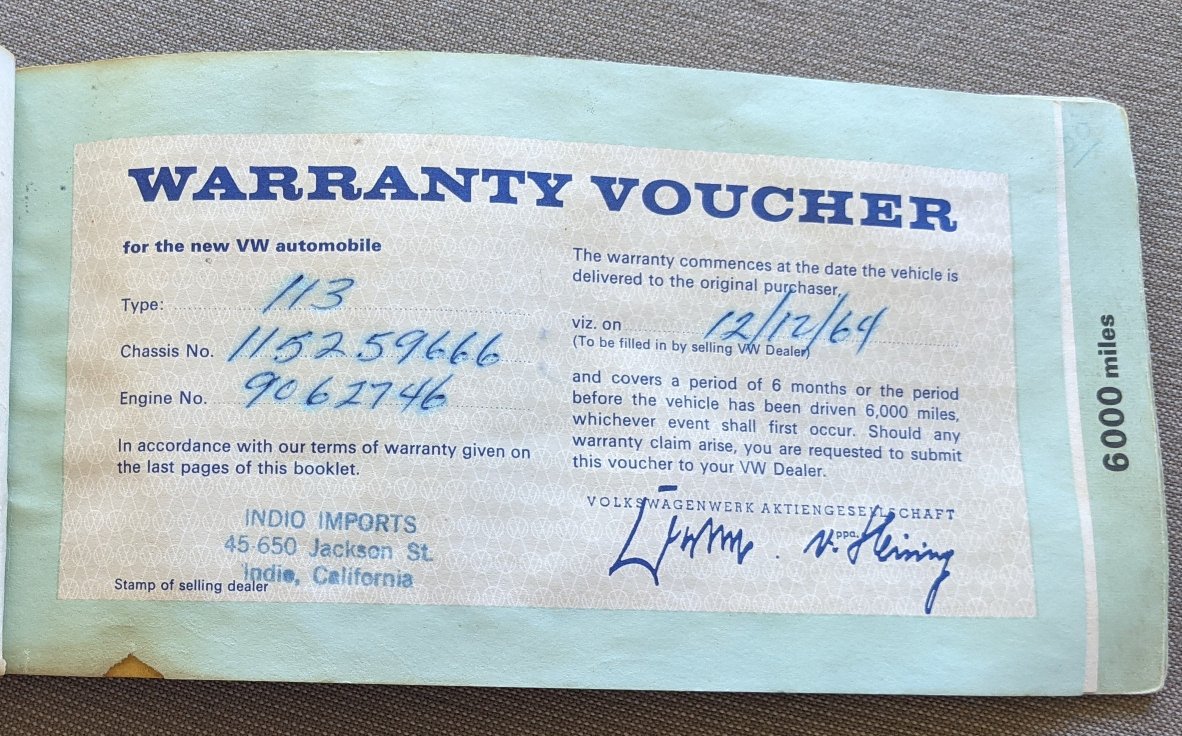 WARRANTY VOUCHER
for the new VW automobile
Type: 113
Chassis No. 115259666
Engine No. 9062746
In accordance with our terms of warranty given on
the last pages of this booklet.
INDIO IMPORTS
45 650 Jackson St.
Indio, California
Stamp of selling dealer
The warranty commences at the date the vehicle is
delivered to the original purchaser,
viz. on 12/12/64
(To be filled in by selling VW Dealer)
and covers a period of 6 months or the period
before the vehicle has been driven 6,000 miles,
whichever event shall first occur. Should any
warranty claim arise, you are requested to submit
this voucher to your VW Dealer.
VOLKSWAGENWERK AKTIENGESELLSCHAFT
ppa.
6000 miles